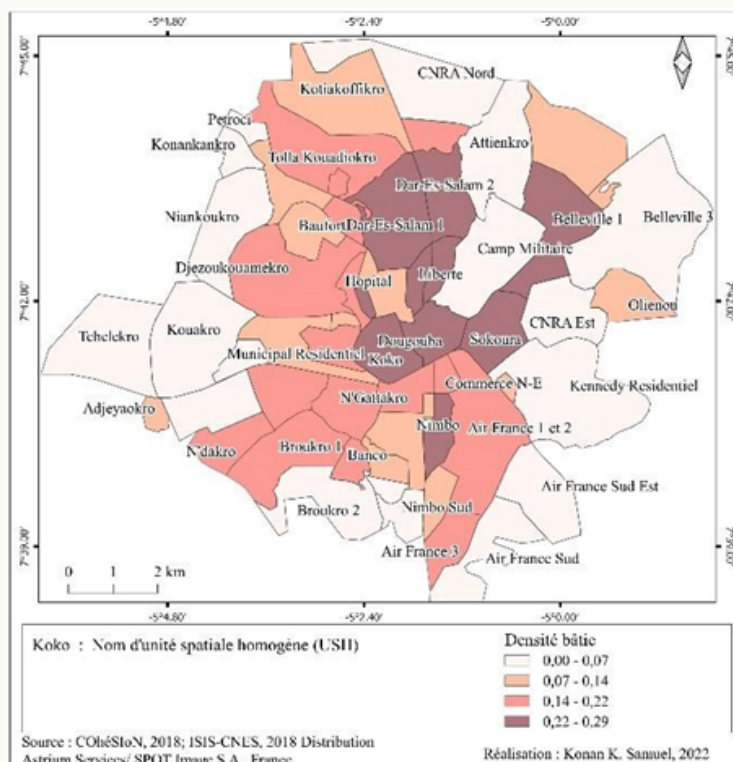 -5°4.80' -5°2.40' -5°0.00'
7°45.00'
CNRA Nord
Kotiakoffikro
Petroci
Attienkro
Konankankro
Tolla Kouadiokro
Dar-Es-Salam 2
Niankoukro
Baufort
Dar-Es-Salam 1
Belleville 1
Belleville 3
Camp Militaire
Djezoukouamekro
Hopital
Liberte
7°42.00'
Olienou
CNRA Est
Tchelekro
Kouakro
Dougouba
Sokoura
Municipal Residentiel
Koko
Commerce N-E
Kennedy Residentiel
N'Gattakro
Adjeyaokro
Nimbo
Air France 1 et 2
N'dakro
Broukro 1
Banco
Air France Sud Est
Broukro 2
Nimbo Sud
7°39.00'
Air France 3
Air France Sud
0 1 2 km
-5°4.80' -5°2.40' -5°0.00'
Koko : Nom d'unité spatiale homogène (USH)
Densité bâtie
0,00 - 0,07
0,07 - 0,14
0,14 - 0,22
0,22 - 0,29
Source : COhéSIoN, 2018; ISIS-CNES, 2018 Distribution
Astrium Services/ SPOT Image S.A., France
Réalisation : Konan K. Samuel, 2022